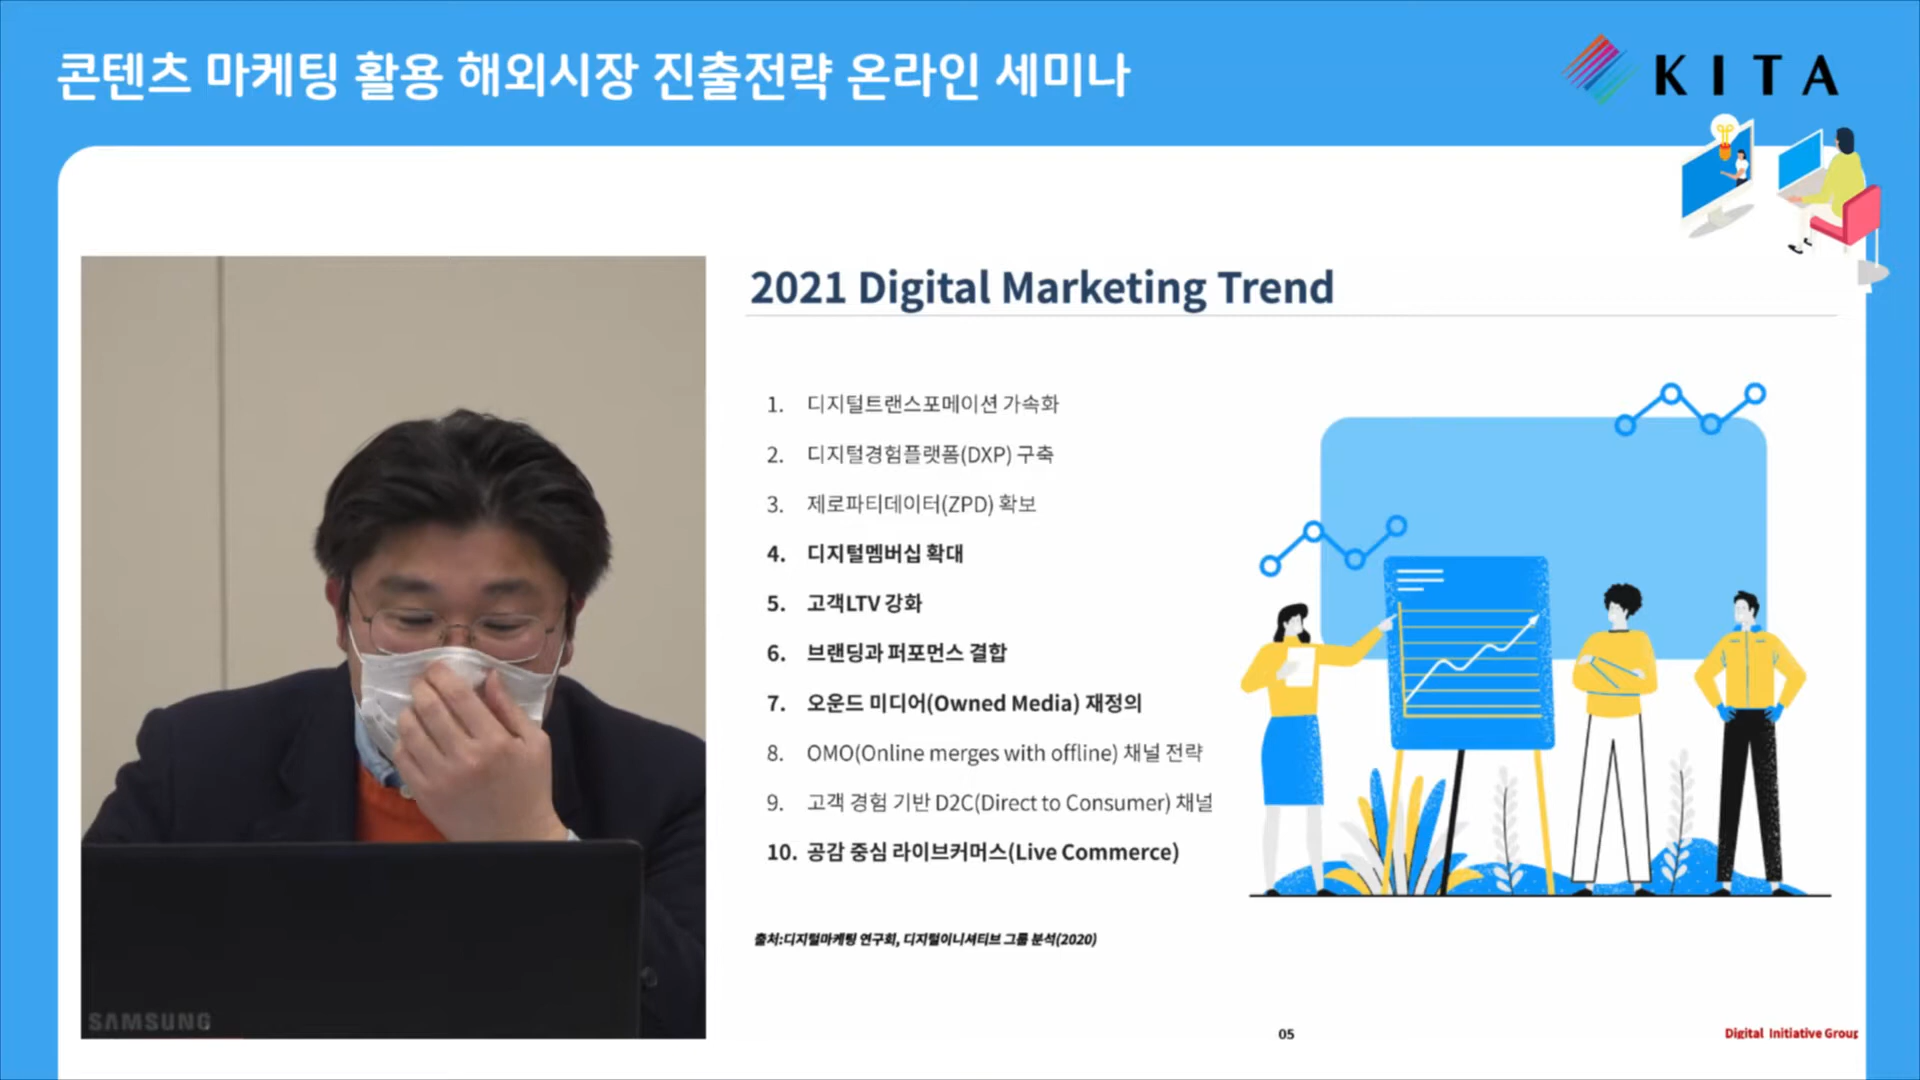 콘텐츠 마케팅 활용 해외시장 진출전략 온라인 세미나
KITA
2021 Digital Marketing Trend
1. 디지털트랜스포메이션 가속화
2. 디지털경험플랫폼(DXP) 구축
3. 제로파티데이터(ZPD) 확보
4. 디지털멤버십 확대
5. 고객LTV 강화
6. 브랜딩과 퍼포먼스 결합
7. 오운드 미디어(Owned Media) 재정의
8. OMO(Online merges with offline) 채널 전략
9. 고객 경험 기반 D2C(Direct to Consumer) 채널
10. 공감 중심 라이브커머스(Live Commerce)
출처:디지털마케팅 연구회, 디지털이니셔티브 그룹 분석(2020)
SAMSUNG
05
Digital Initiative Group